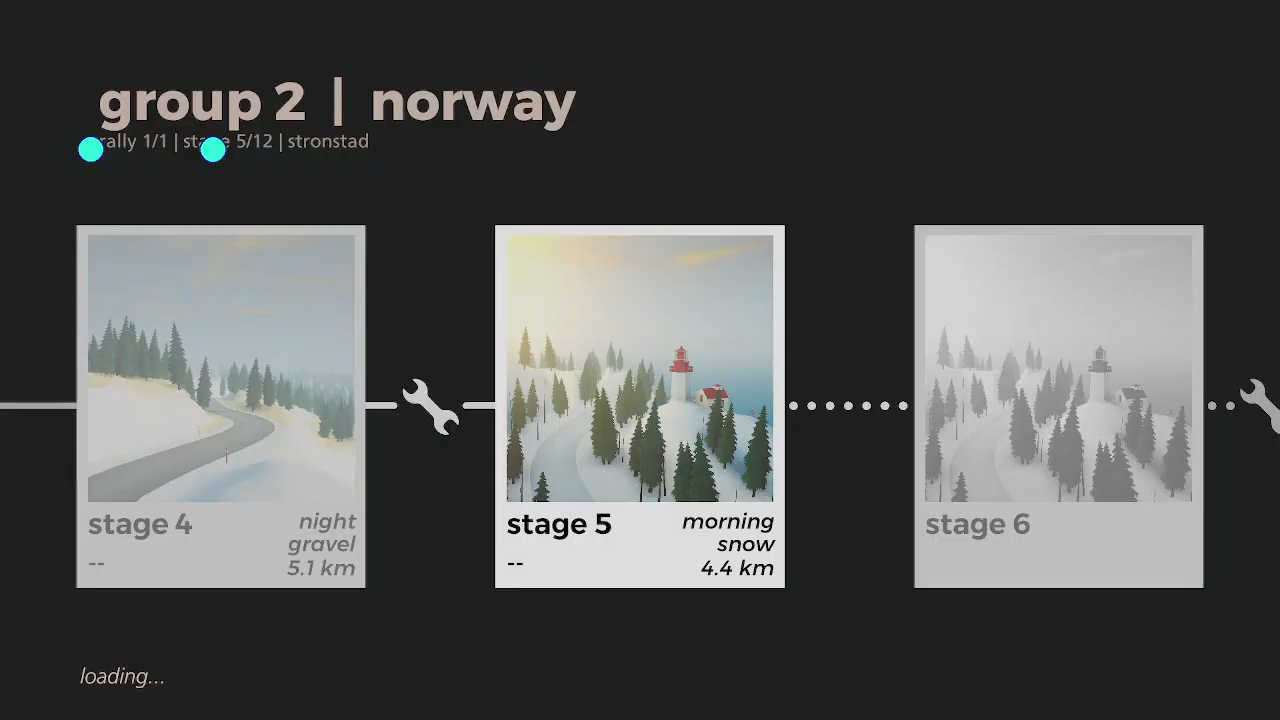 group 2 | norway
rally 1/1 | stage 5/12 | stronstad
stage 4
night
gravel
5.1 km
--
stage 5
morning
snow
4.4 km
--
stage 6
loading...